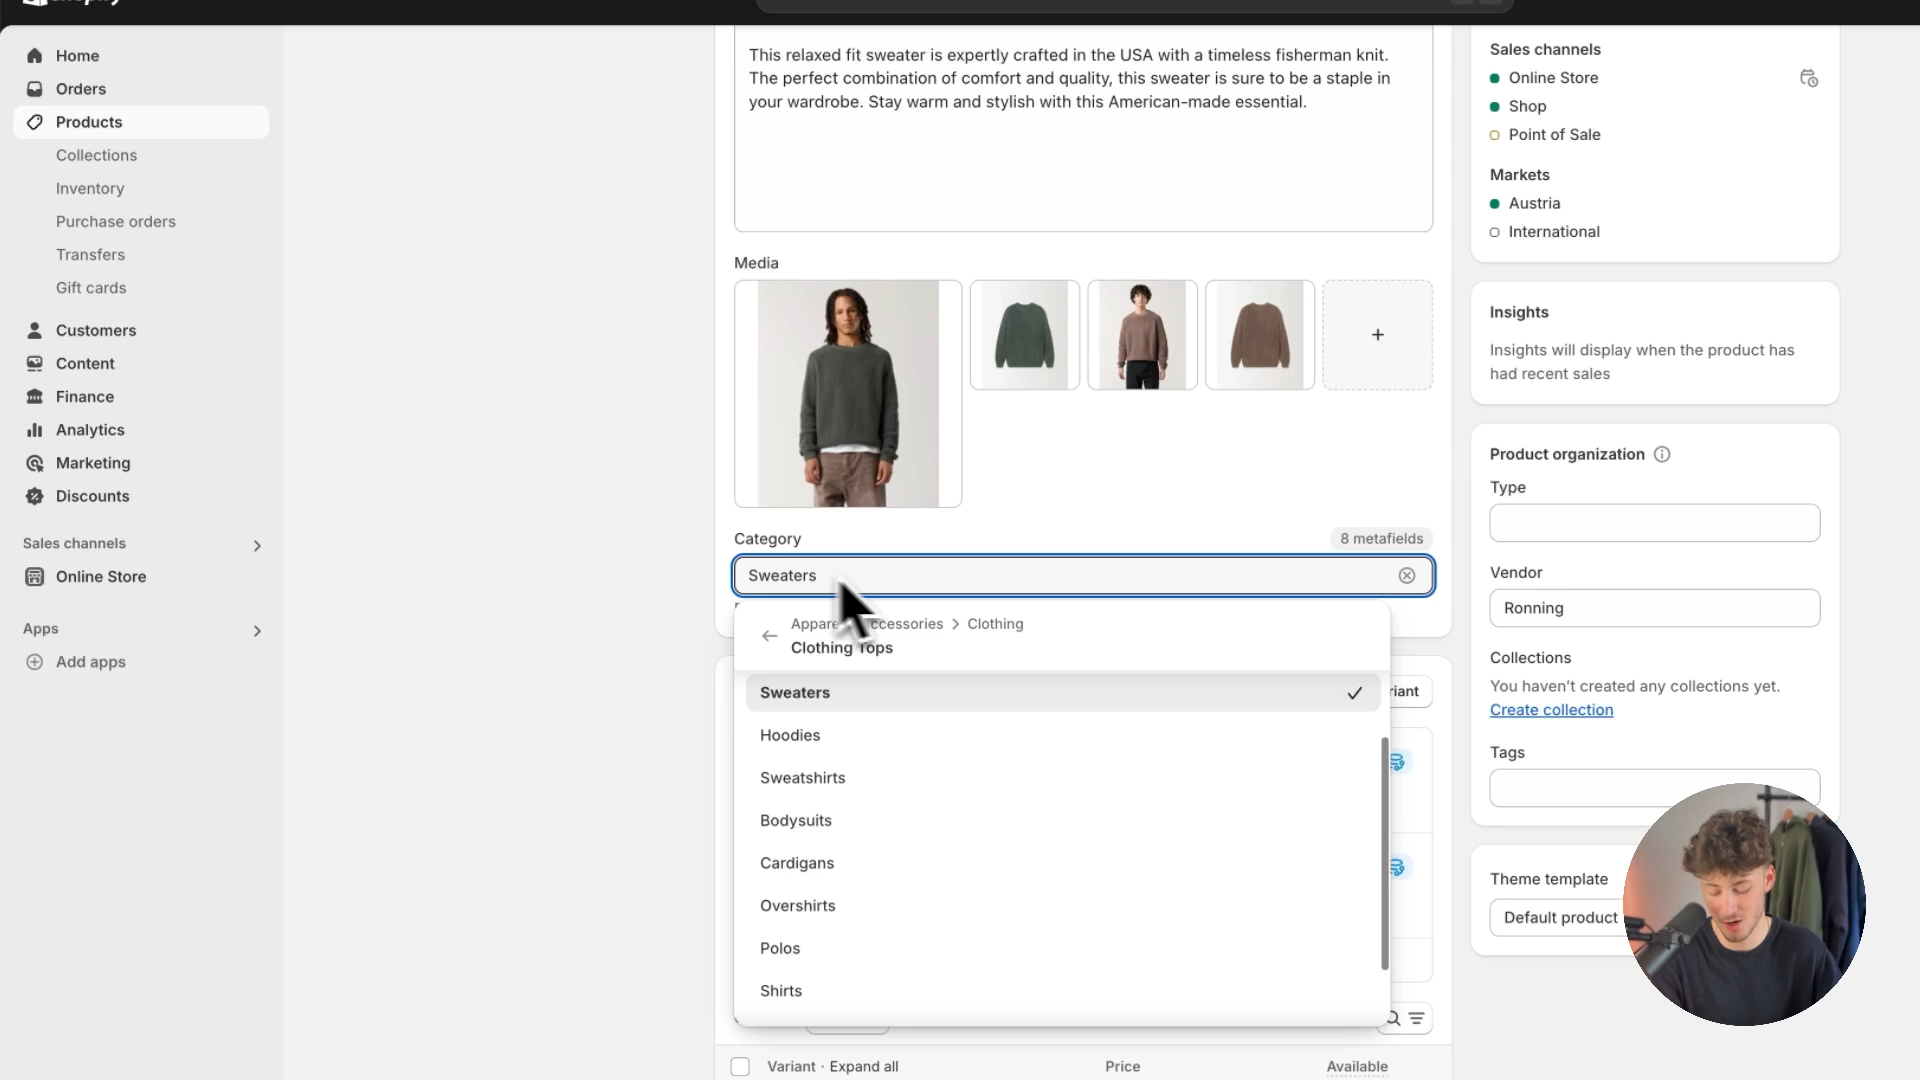 Home
Orders
Products
Collections
Inventory
Purchase orders
Transfers
Gift cards
Customers
Content
Finance
Analytics
Marketing
Discounts
Sales channels
Online Store
Apps
Add apps
This relaxed fit sweater is expertly crafted in the USA with a timeless fisherman knit.
The perfect combination of comfort and quality, this sweater is sure to be a staple in
your wardrobe. Stay warm and stylish with this American-made essential.
Media
Category
8 metafields
Sweaters
Clothing
Clothing Tops
Sweaters
Hoodies
Sweatshirts
Bodysuits
Cardigans
Overshirts
Polos
Shirts
Variant · Expand all
Price
Available
Sales channels
Online Store
Shop
Point of Sale
Markets
Austria
International
Insights
Insights will display when the product has
had recent sales
Product organization
Type
Vendor
Ronning
Collections
You haven't created any collections yet.
Create collection
Tags
Theme template
Default product